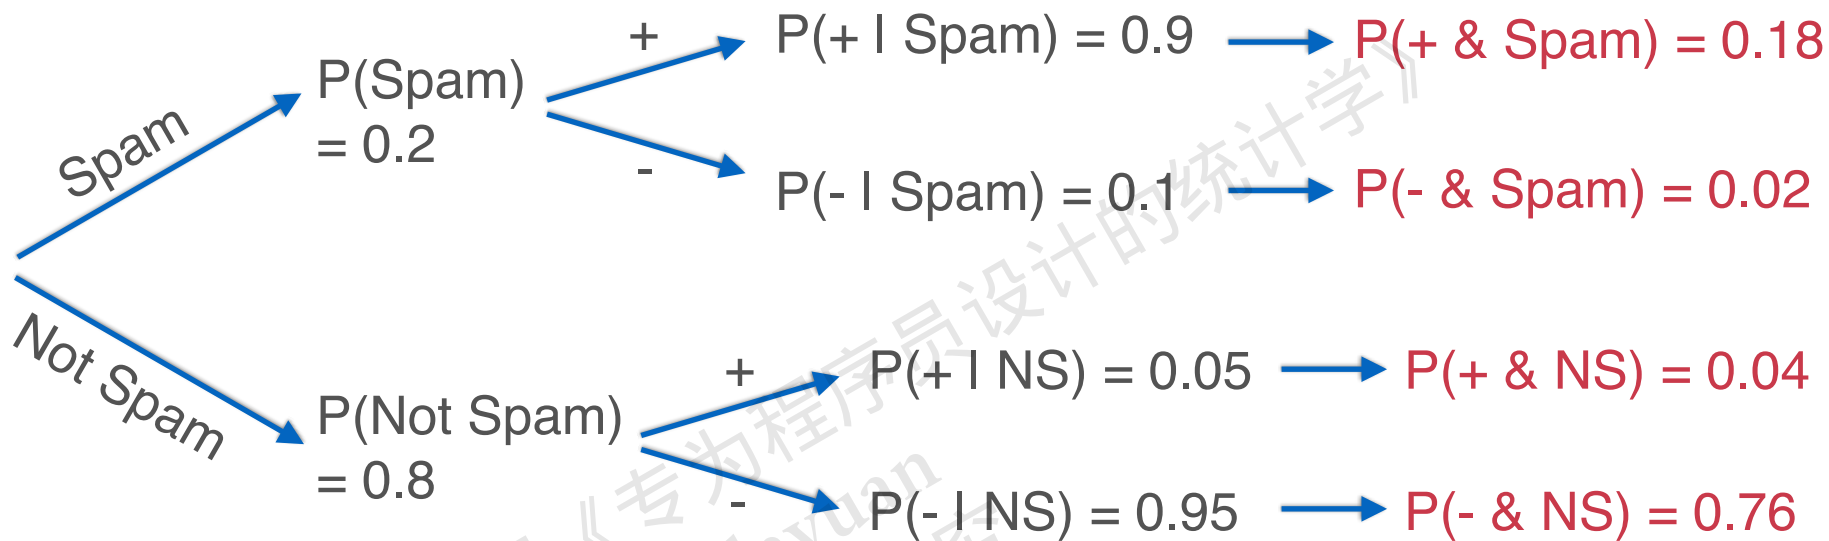 +
P(+ | Spam) = 0.9
P(+ & Spam) = 0.18
P(Spam)
= 0.2
Spam
-
P(- | Spam) = 0.1
P(- & Spam) = 0.02
Not Spam
+
P(+ | NS) = 0.05
P(+ & NS) = 0.04
P(Not Spam)
= 0.8
-
P(- | NS) = 0.95
P(- & NS) = 0.76
《专为程序员设计的统计学》